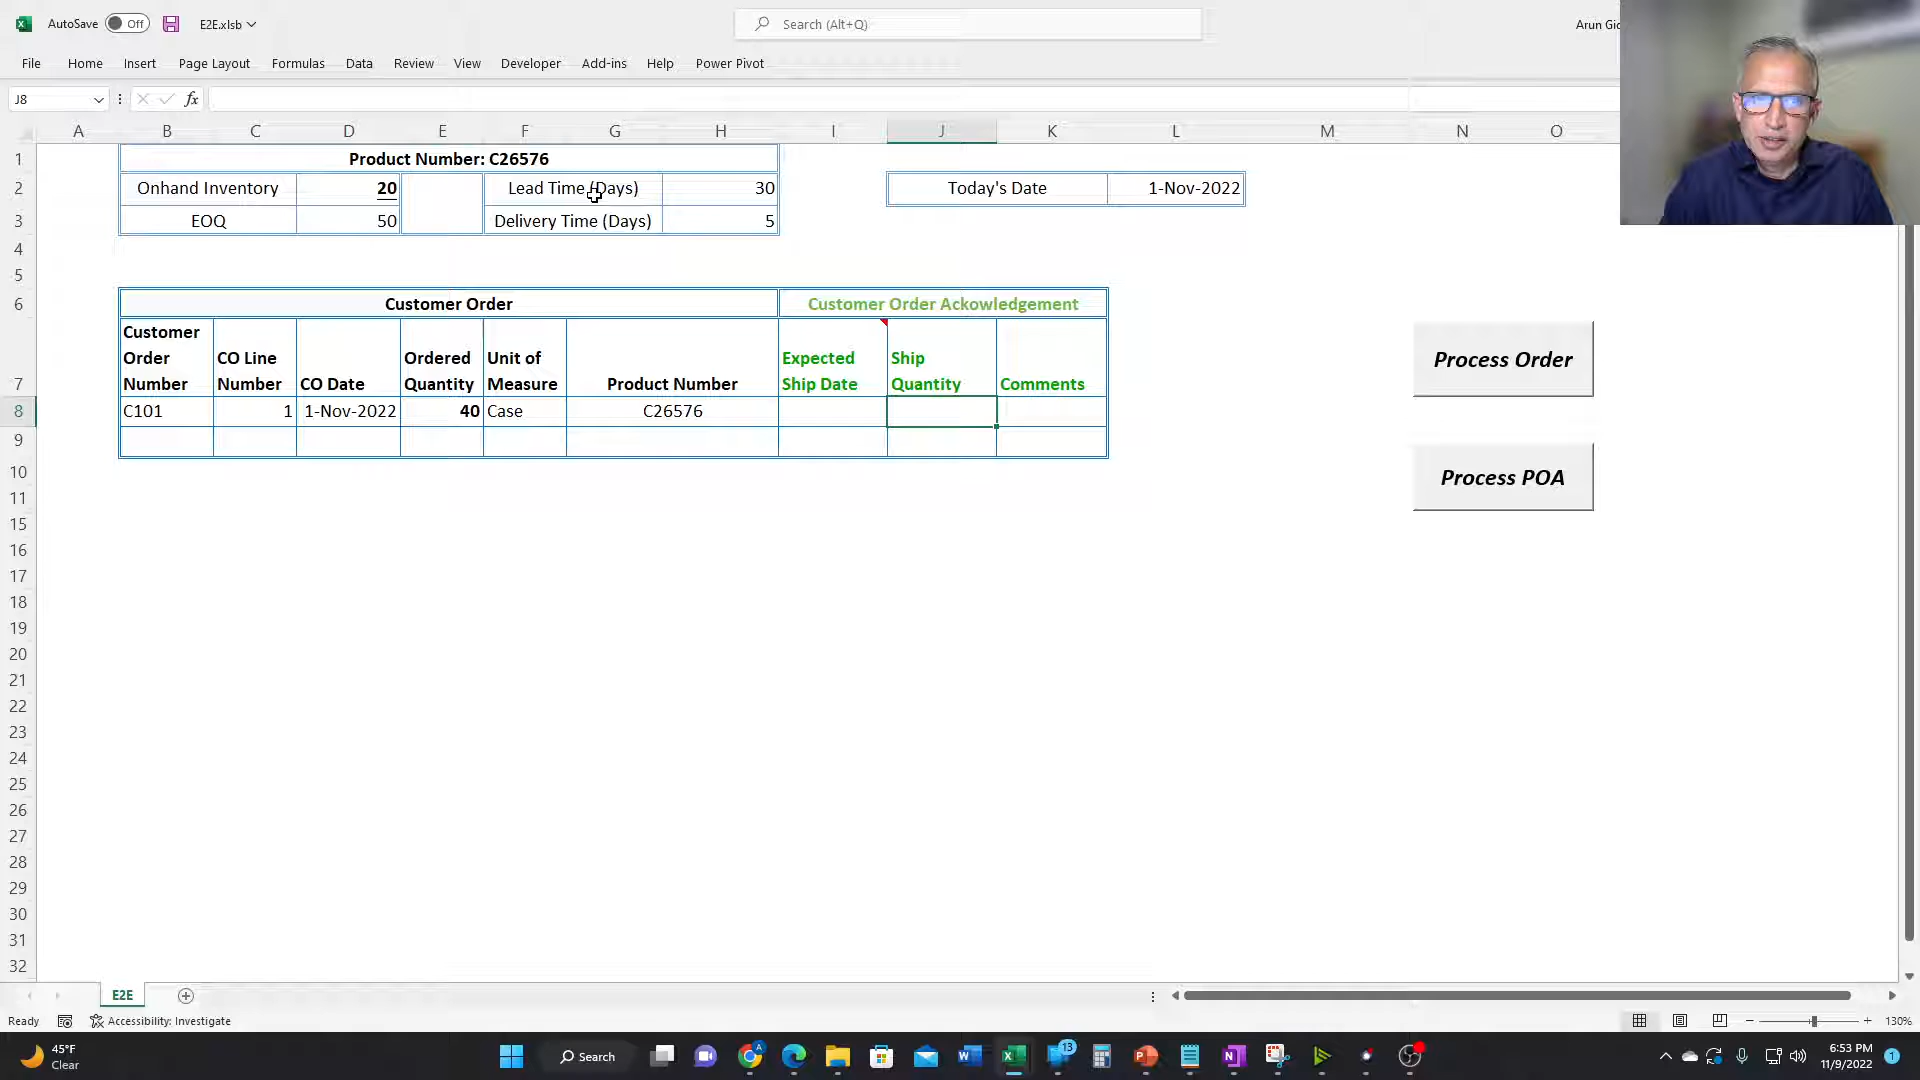 AutoSave Off E2E.xlsb Search (Alt+Q) Arun Gio
File Home Insert Page Layout Formulas Data Review View Developer Add-ins Help Power Pivot
J8 fx
A B C D E F G H I J K L M N O
1 Product Number: C26576
2 Onhand Inventory 20 Lead Time (Days) 30 Today's Date 1-Nov-2022
3 EOQ 50 Delivery Time (Days) 5
4
5
6 Customer Order Customer Order Ackowledgement
Customer
Order CO Line Ordered Unit of Expected Ship
7 Number Number CO Date Quantity Measure Product Number Ship Date Quantity Comments
Process Order
8 C101 1 1-Nov-2022 40 Case C26576
9
10 Process POA
11
15
16
17
18
19
20
21
22
23
24
25
26
27
28
29
30
31
32
E2E
Ready Accessibility: Investigate 130%
45°F
Clear
Search
13
6:53 PM
11/9/2022
1